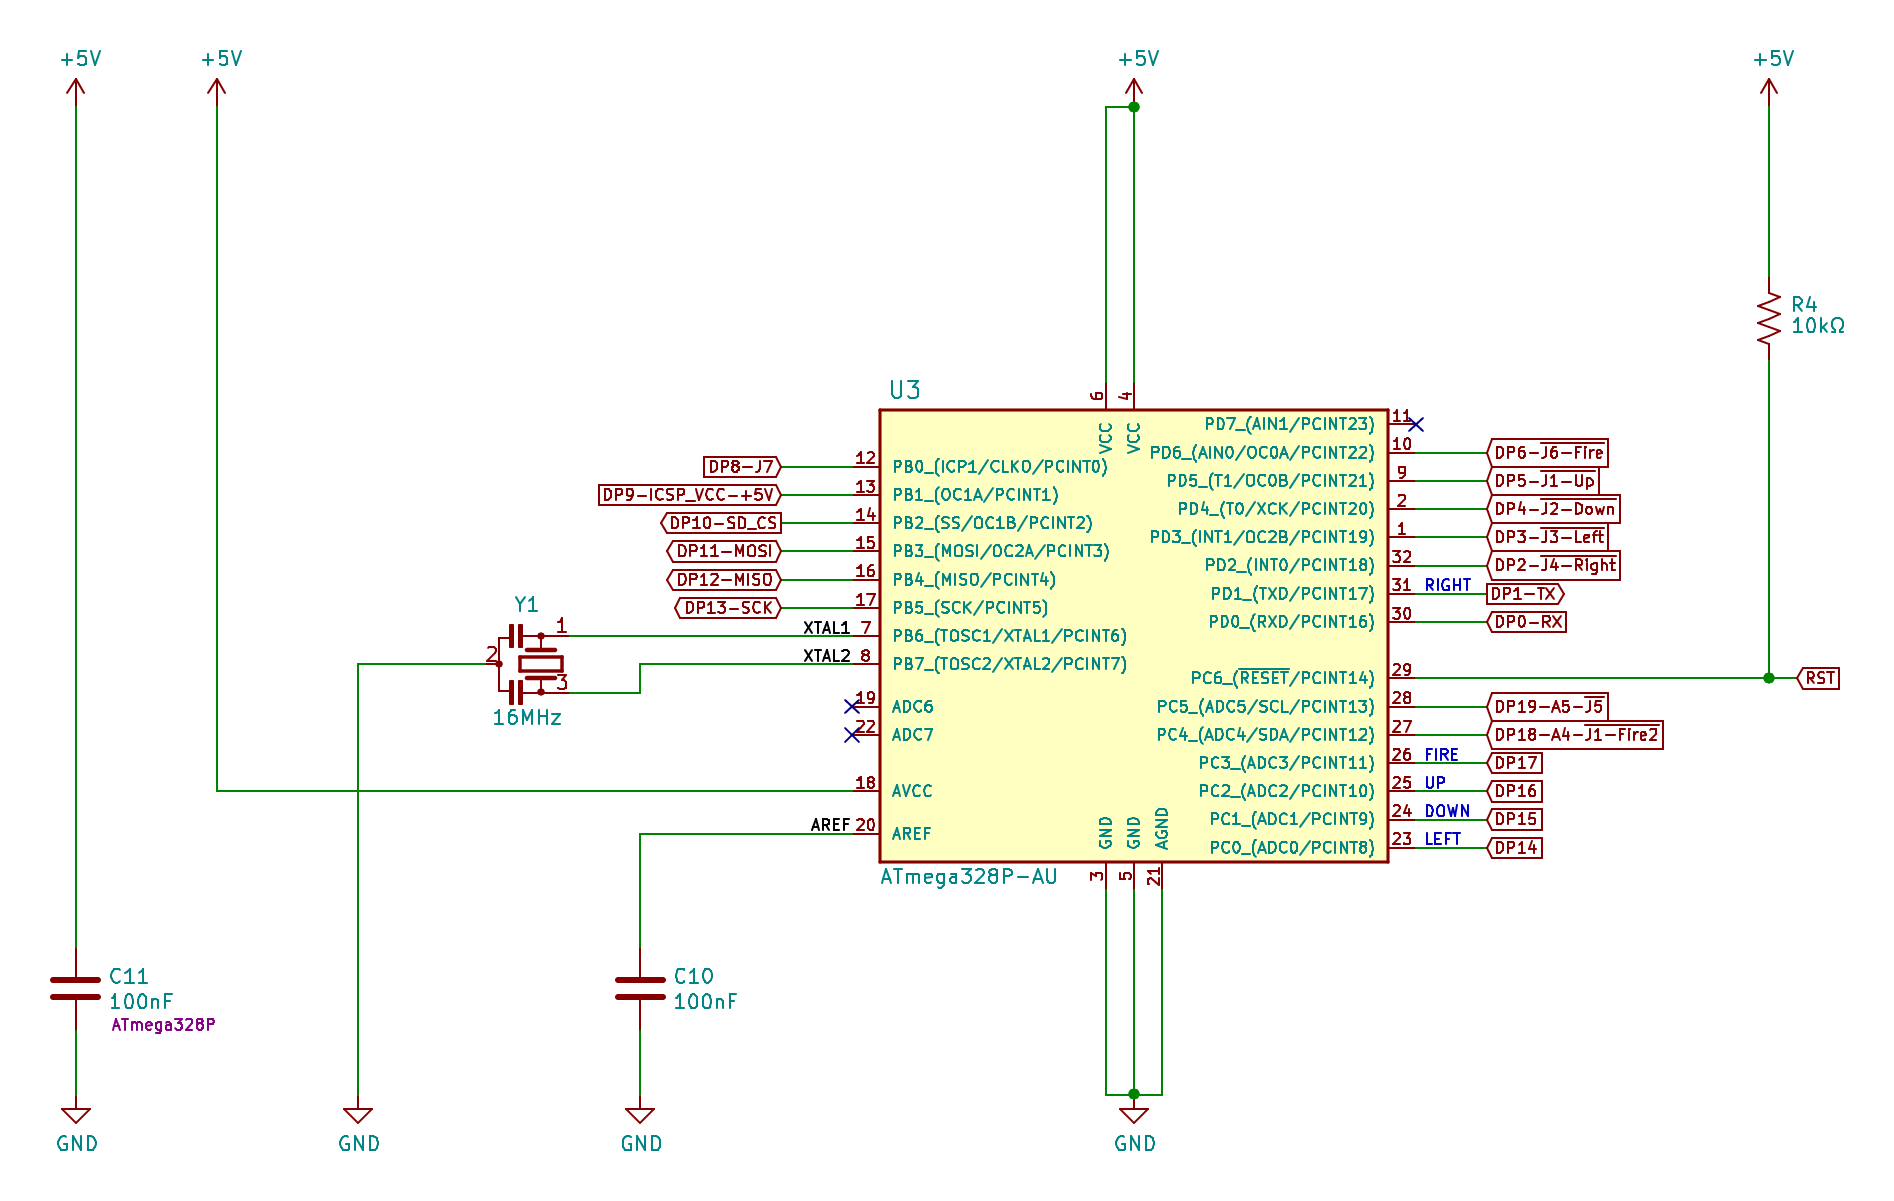 +5V
+5V
+5V
+5V
R4
10kΩ
U3
6
4
VCC
VCC
DP8-J7
12
PB0_(ICP1/CLKO/PCINT0)
DP9-ICSP_VCC-+5V
13
PB1_(OC1A/PCINT1)
DP10-SD_CS
14
PB2_(SS/OC1B/PCINT2)
DP11-MOSI
15
PB3_(MOSI/OC2A/PCINT3)
DP12-MISO
16
PB4_(MISO/PCINT4)
DP13-SCK
17
PB5_(SCK/PCINT5)
XTAL1
7
PB6_(TOSC1/XTAL1/PCINT6)
XTAL2
8
PB7_(TOSC2/XTAL2/PCINT7)
19
ADC6
22
ADC7
18
AVCC
AREF
20
AREF
Y1
1
2
3
16MHz
PD7_(AIN1/PCINT23)
11
PD6_(AIN0/OC0A/PCINT22)
10
DP6-J6-Fire
PD5_(T1/OC0B/PCINT21)
9
DP5-J1-Up
PD4_(T0/XCK/PCINT20)
2
DP4-J2-Down
PD3_(INT1/OC2B/PCINT19)
1
DP3-J3-Left
PD2_(INT0/PCINT18)
32
DP2-J4-Right
PD1_(TXD/PCINT17)
31
RIGHT
DP1-TX
PD0_(RXD/PCINT16)
30
DP0-RX
PC6_(RESET/PCINT14)
29
RST
PC5_(ADC5/SCL/PCINT13)
28
DP19-A5-J5
PC4_(ADC4/SDA/PCINT12)
27
DP18-A4-J1-Fire2
PC3_(ADC3/PCINT11)
26
FIRE
DP17
PC2_(ADC2/PCINT10)
25
UP
DP16
PC1_(ADC1/PCINT9)
24
DOWN
DP15
PC0_(ADC0/PCINT8)
23
LEFT
DP14
GND
GND
AGND
3
5
21
ATmega328P-AU
C11
100nF
ATmega328P
C10
100nF
GND
GND
GND
GND